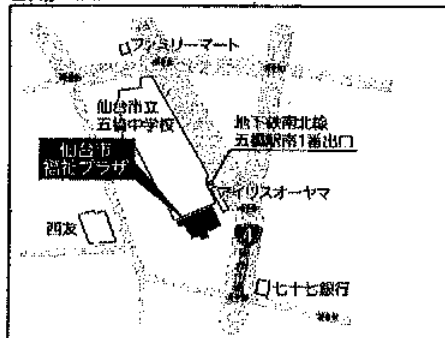 ファミリーマート
仙台市立
五橋中学校
地下鉄南北線
五橋駅南1番出口
仙台市
福祉プラザ
アイリスオーヤマ
西友
七十七銀行